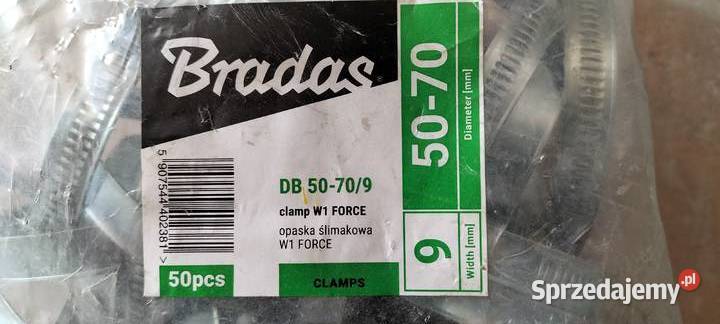 Bradas
DB 50-70/9
clamp W1 FORCE
opaska ślimakowa
W1 FORCE
5 907544 402381 >
50pcs
CLAMPS
50-70
Diameter [mm]
9
Width [mm]
Sprzedajemy.pl